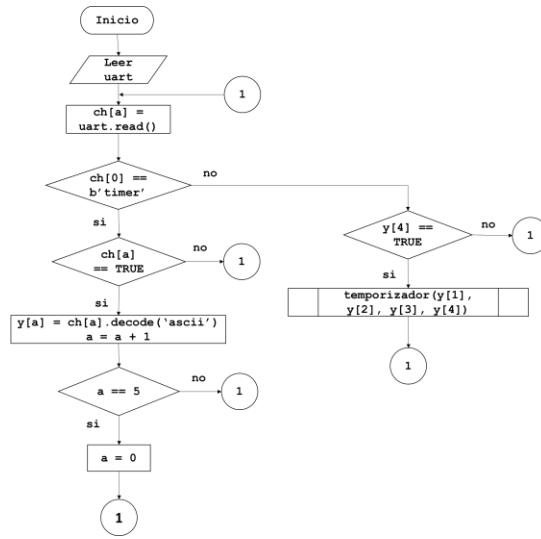 Inicio
Leer
uart
1
ch[a] =
uart.read()
ch[0] ==
b'timer'
no
si
y[4] ==
TRUE
no
1
ch[a]
== TRUE
no
1
si
si
temporizador(y[1],
y[2], y[3], y[4])
y[a] = ch[a].decode('ascii')
a = a + 1
1
a == 5
no
1
si
a = 0
1